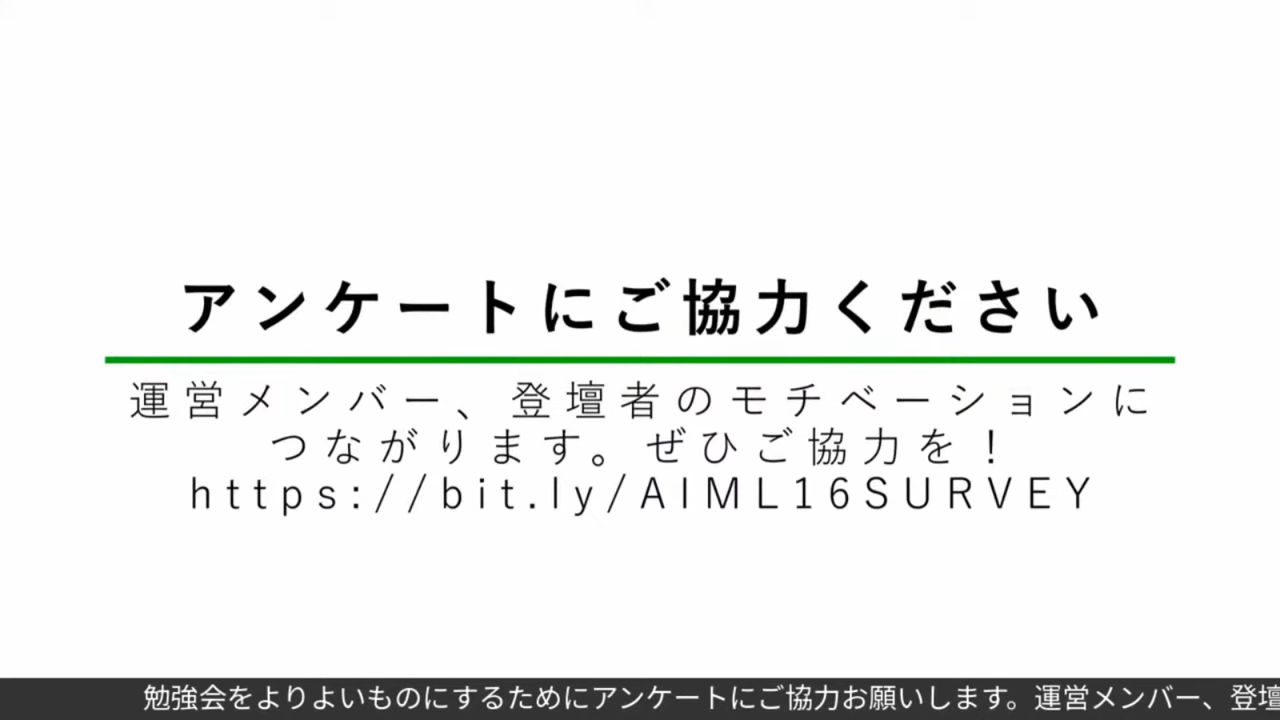 アンケートにご協力ください
運営メンバー、登壇者のモチベーションに
つながります。ぜひご協力を！
https://bit.ly/AIML16SURVEY
勉強会をよりよいものにするためにアンケートにご協力お願いします。運営メンバー、登壇